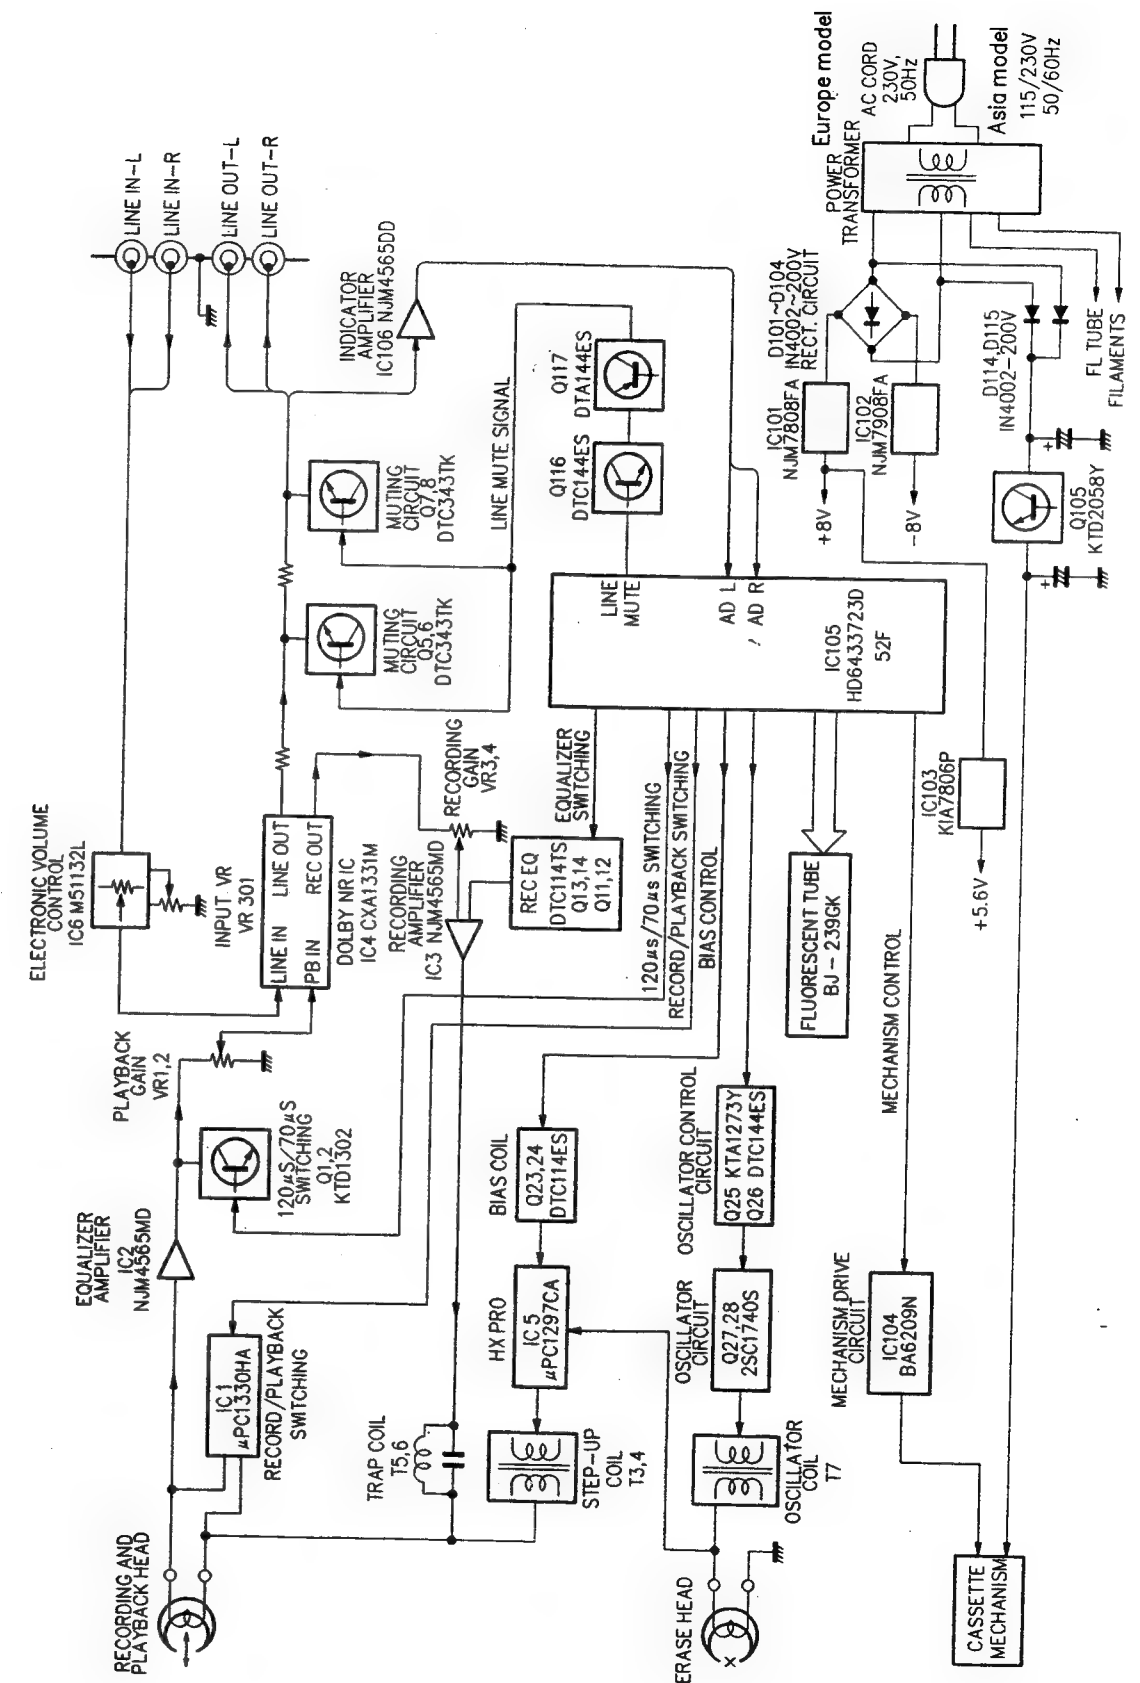 RECORDING AND
PLAYBACK HEAD
EQUALIZER
AMPLIFIER
IC2
NJM4565MD
PLAYBACK
GAIN
VR1,2
ELECTRONIC VOLUME
CONTROL
IC6 M51132L
INPUT VR
VR 301
LINE IN-L
LINE IN-R
LINE OUT-L
LINE OUT-R
IC1
µPC1330HA
RECORD/PLAYBACK
SWITCHING
120µS/70µS
SWITCHING
Q1,2
KTD1302
LINE IN
LINE OUT
PB IN
REC OUT
DOLBY NR IC
IC4 CXA1331M
MUTING
CIRCUIT
Q5,6
DTC343TK
MUTING
CIRCUIT
Q7,8
DTC343TK
INDICATOR
AMPLIFIER
IC106 NJM4565DD
TRAP COIL
T5,6
RECORDING
AMPLIFIER
IC3 NJM4565MD
RECORDING
GAIN
VR3,4
LINE MUTE SIGNAL
REC EQ
DTC114TS
Q13,14
Q11,12
EQUALIZER
SWITCHING
Q16
DTC144ES
Q117
DTA144ES
STEP-UP
COIL
T3,4
HX PRO
IC 5
µPC1297CA
BIAS COIL
Q23,24
DTC114ES
120µs/70µs SWITCHING
RECORD/PLAYBACK SWITCHING
BIAS CONTROL
LINE
MUTE
AD L
AD R
IC105
HD6433723D
52F
ERASE HEAD
OSCILLATOR
COIL
T7
OSCILLATOR
CIRCUIT
Q27,28
2SC1740S
OSCILLATOR CONTROL
CIRCUIT
Q25 KTA1273Y
Q26 DTC144ES
FLUORESCENT TUBE
BJ-239GK
MECHANISM CONTROL
MECHANISM DRIVE
CIRCUIT
IC104
BA6209N
CASSETTE
MECHANISM
+5.6V
IC103
KIA7806P
+8V
-8V
IC101
NJM7808FA
IC102
NJM7908FA
D101~D104
IN4002~200V
RECT. CIRCUIT
POWER
TRANSFORMER
Europe model
AC CORD
230V,
50Hz
Asia model
115/230V
50/60Hz
Q105
KTD2058Y
+
+
D114,D115
IN4002-200V
FL TUBE
FILAMENTS